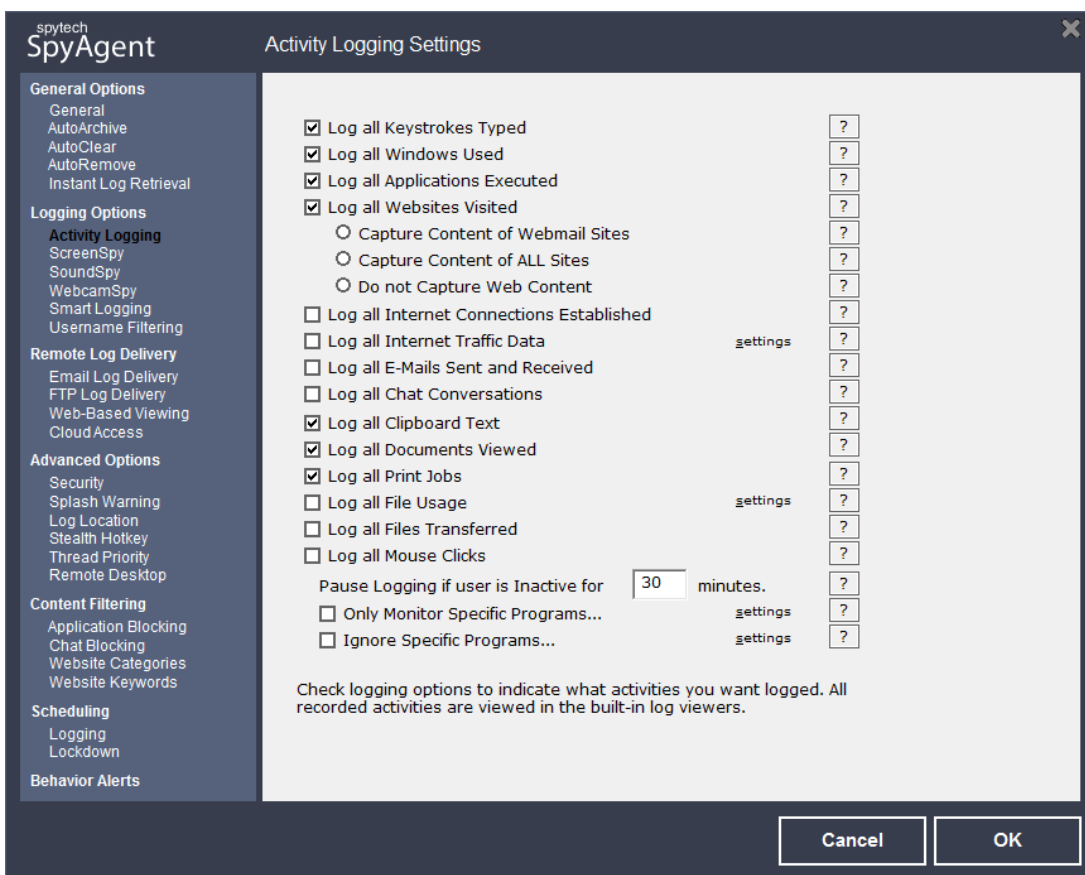 spytech
SpyAgent
Activity Logging Settings
General Options
General
AutoArchive
AutoClear
AutoRemove
Instant Log Retrieval
Logging Options
Activity Logging
ScreenSpy
SoundSpy
WebcamSpy
Smart Logging
Username Filtering
Remote Log Delivery
Email Log Delivery
FTP Log Delivery
Web-Based Viewing
Cloud Access
Advanced Options
Security
Splash Warning
Log Location
Stealth Hotkey
Thread Priority
Remote Desktop
Content Filtering
Application Blocking
Chat Blocking
Website Categories
Website Keywords
Scheduling
Logging
Lockdown
Behavior Alerts
Log all Keystrokes Typed ?
Log all Windows Used ?
Log all Applications Executed ?
Log all Websites Visited ?
Capture Content of Webmail Sites ?
Capture Content of ALL Sites ?
Do not Capture Web Content ?
Log all Internet Connections Established ?
Log all Internet Traffic Data settings ?
Log all E-Mails Sent and Received ?
Log all Chat Conversations ?
Log all Clipboard Text ?
Log all Documents Viewed ?
Log all Print Jobs ?
Log all File Usage settings ?
Log all Files Transferred ?
Log all Mouse Clicks ?
Pause Logging if user is Inactive for 30 minutes. ?
Only Monitor Specific Programs... settings ?
Ignore Specific Programs... settings ?
Check logging options to indicate what activities you want logged. All
recorded activities are viewed in the built-in log viewers.
Cancel OK